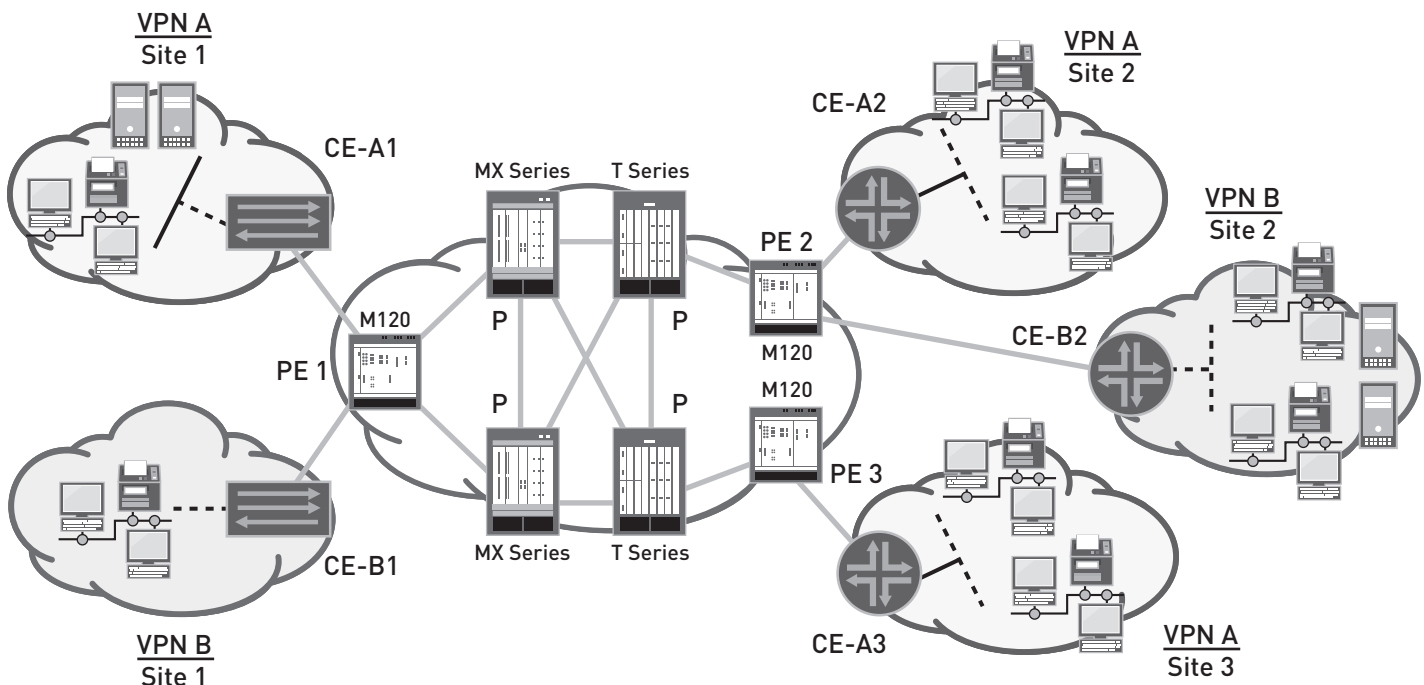 VPN A
Site 1
CE-A1
MX Series
T Series
P
P
M120
PE 1
P
P
MX Series
T Series
CE-B1
VPN B
Site 1
VPN A
Site 2
CE-A2
PE 2
M120
VPN B
Site 2
CE-B2
M120
PE 3
CE-A3
VPN A
Site 3